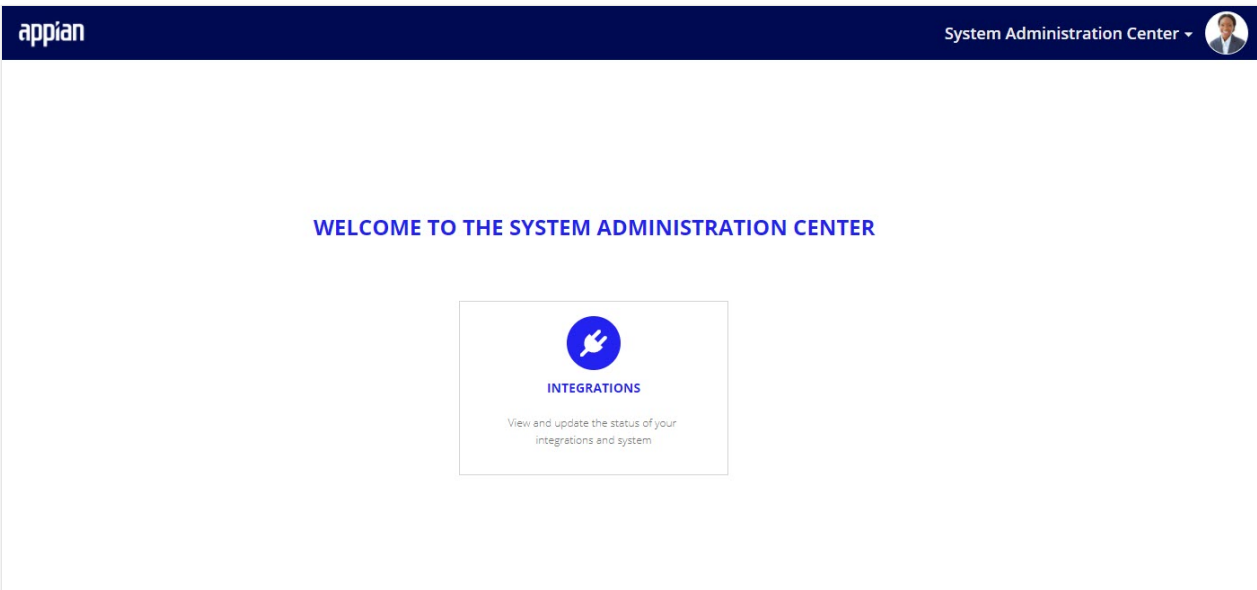 appian
System Administration Center
WELCOME TO THE SYSTEM ADMINISTRATION CENTER
INTEGRATIONS
View and update the status of your
integrations and system